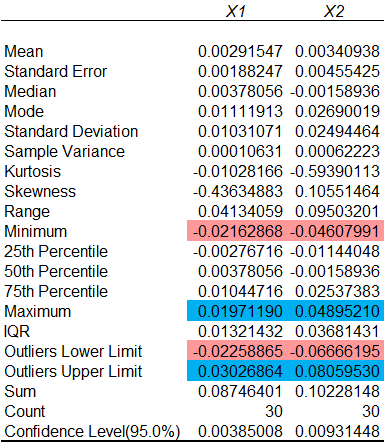 X1 X2
Mean 0.00291547 0.00340938
Standard Error 0.00188247 0.00455425
Median 0.00378056 -0.00158936
Mode 0.01111913 0.02690019
Standard Deviation 0.01031071 0.02494464
Sample Variance 0.00010631 0.00062223
Kurtosis -0.01028166 -0.59390113
Skewness -0.43634883 0.10551464
Range 0.04134059 0.09503201
Minimum -0.02162868 -0.04607991
25th Percentile -0.00276716 -0.01144048
50th Percentile 0.00378056 -0.00158936
75th Percentile 0.01044716 0.02537383
Maximum 0.01971190 0.04895210
IQR 0.01321432 0.03681431
Outliers Lower Limit -0.02258865 -0.06666195
Outliers Upper Limit 0.03026864 0.08059530
Sum 0.08746401 0.10228148
Count 30 30
Confidence Level(95.0%) 0.00385008 0.00931448